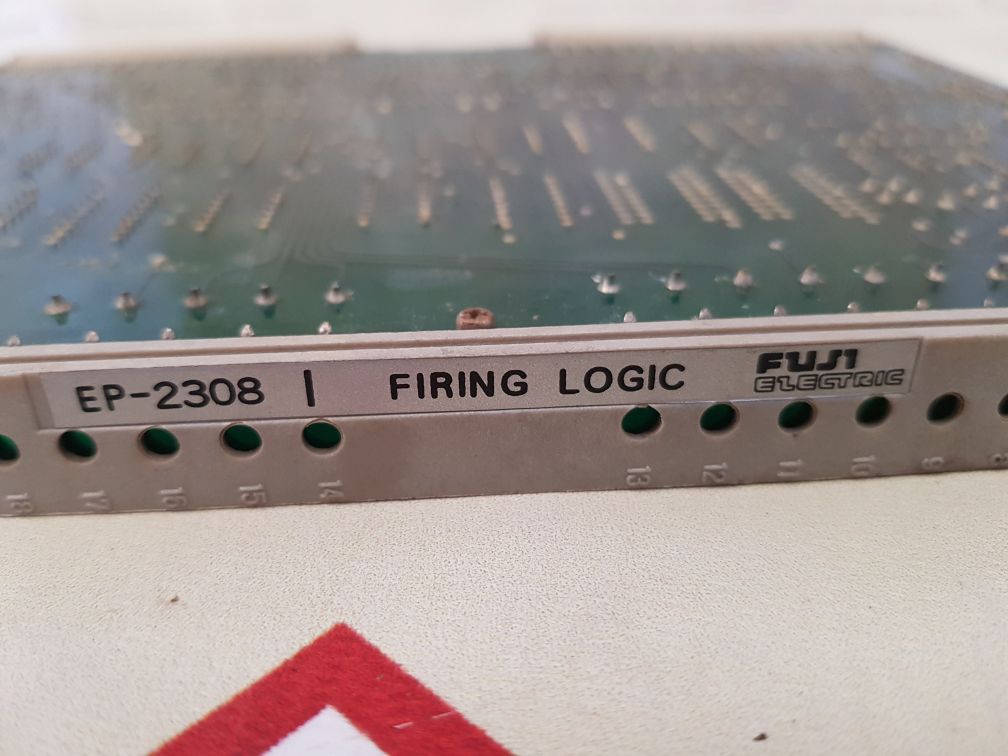 EP-2308 | FIRING LOGIC FUJI ELECTRIC
18 17 16 15 14 13 12 11 10 9